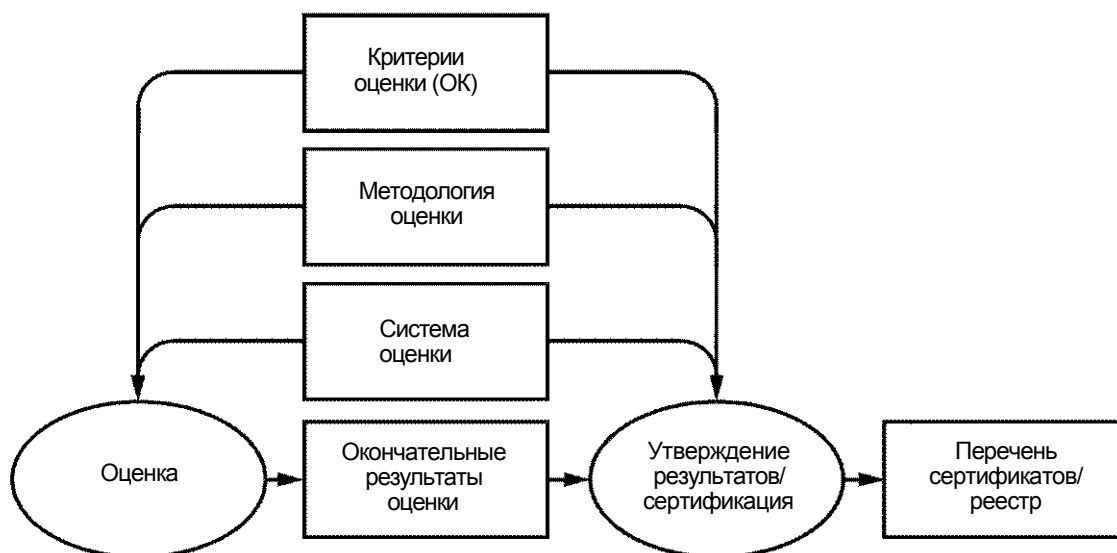 Критерии
оценки (ОК)
Методология
оценки
Система
оценки
Оценка
Окончательные
результаты
оценки
Утверждение
результатов/
сертификация
Перечень
сертификатов/
реестр